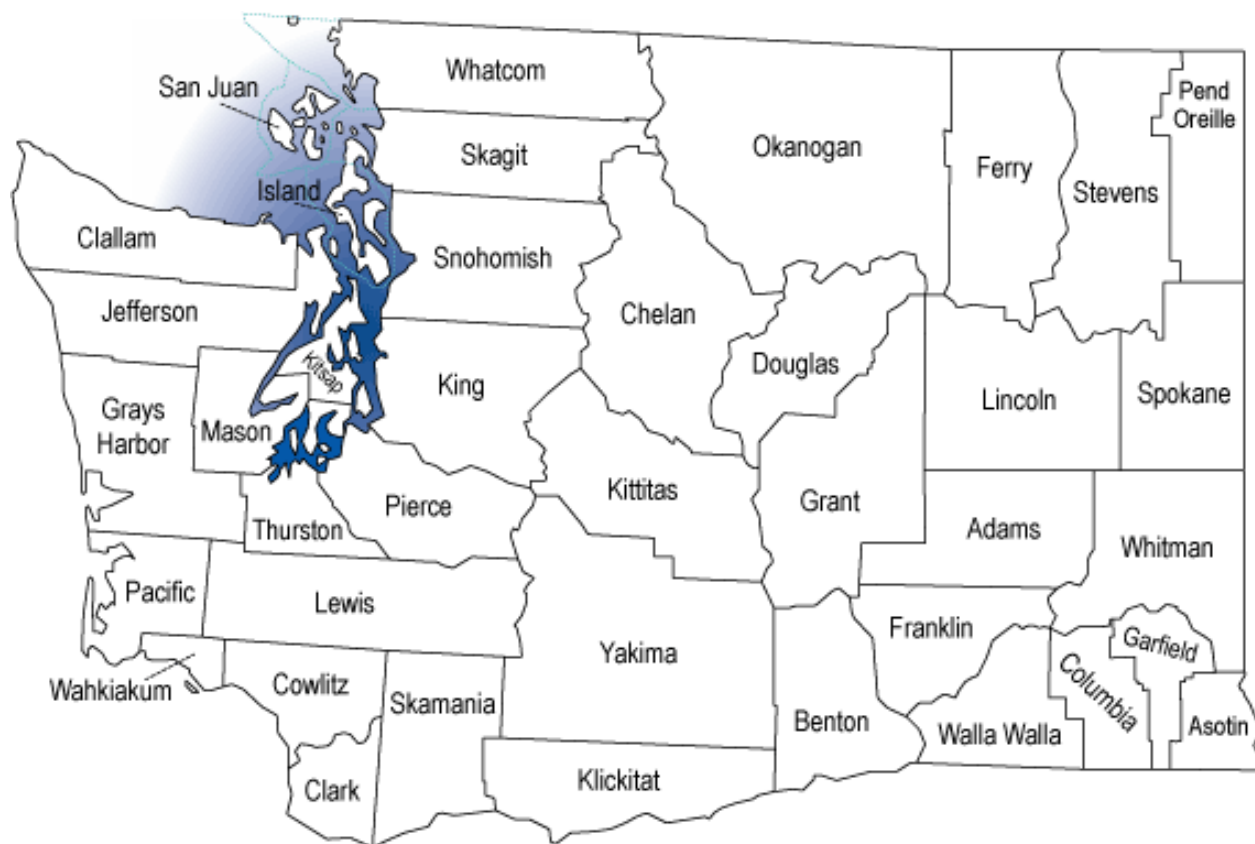 Whatcom
San Juan
Pend
Oreille
Skagit
Okanogan
Ferry
Stevens
Island
Clallam
Snohomish
Jefferson
Chelan
Douglas
Kitsap
King
Lincoln
Spokane
Grays
Harbor
Mason
Kittitas
Grant
Pierce
Thurston
Adams
Whitman
Pacific
Lewis
Franklin
Garfield
Yakima
Wahkiakum
Cowlitz
Skamania
Columbia
Benton
Walla Walla
Asotin
Clark
Klickitat